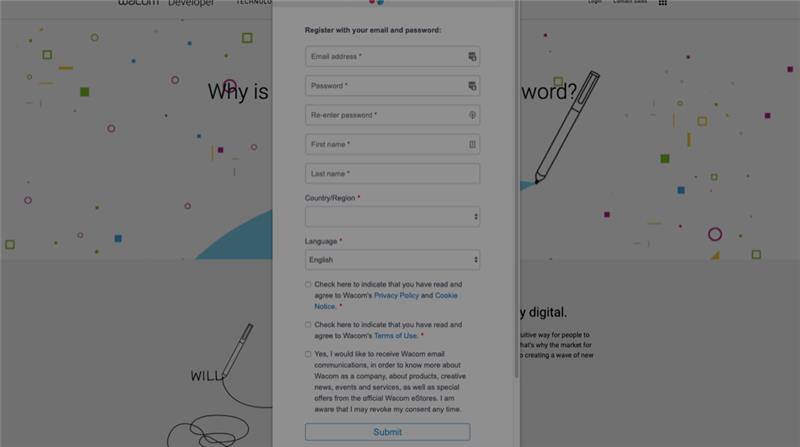 wacom Developer TECHNOLO
Login Contact Sales
Register with your email and password:
Email address *
Password *
Why is
word?
Re-enter password *
First name *
Last name *
Country/Region *
Language *
English
y digital.
Check here to indicate that you have read and
agree to Wacom's Privacy Policy and Cookie
Notice. *
Check here to indicate that you have read and
agree to Wacom's Terms of Use. *
uitive way for people to
hat's why the market for
o creating a wave of new
Yes, I would like to receive Wacom email
communications, in order to know more about
Wacom as a company, about products, creative
news, events and services, as well as special
offers from the official Wacom eStores. I am
aware that I may revoke my consent any time.
WILL
Submit